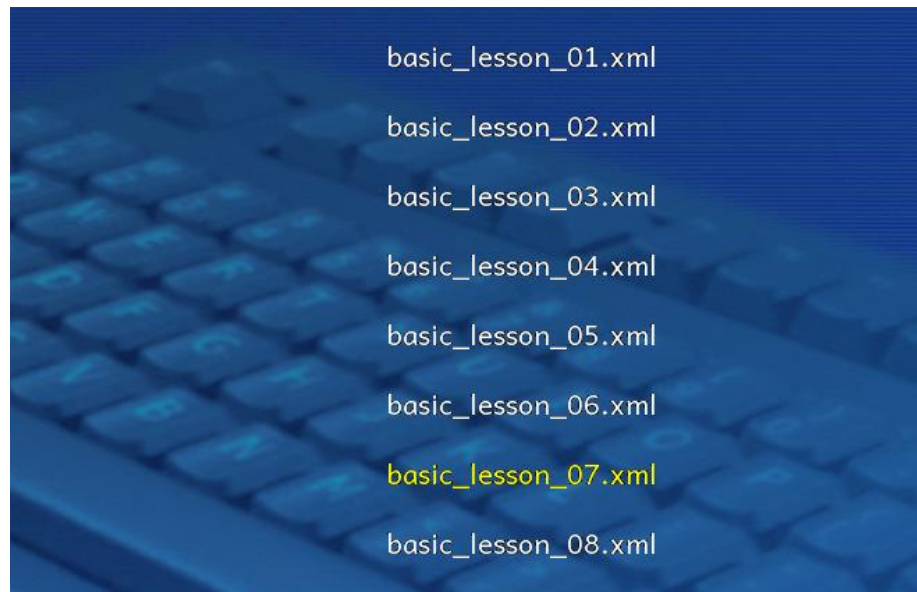 basic_lesson_01.xml
basic_lesson_02.xml
basic_lesson_03.xml
basic_lesson_04.xml
basic_lesson_05.xml
basic_lesson_06.xml
basic_lesson_07.xml
basic_lesson_08.xml